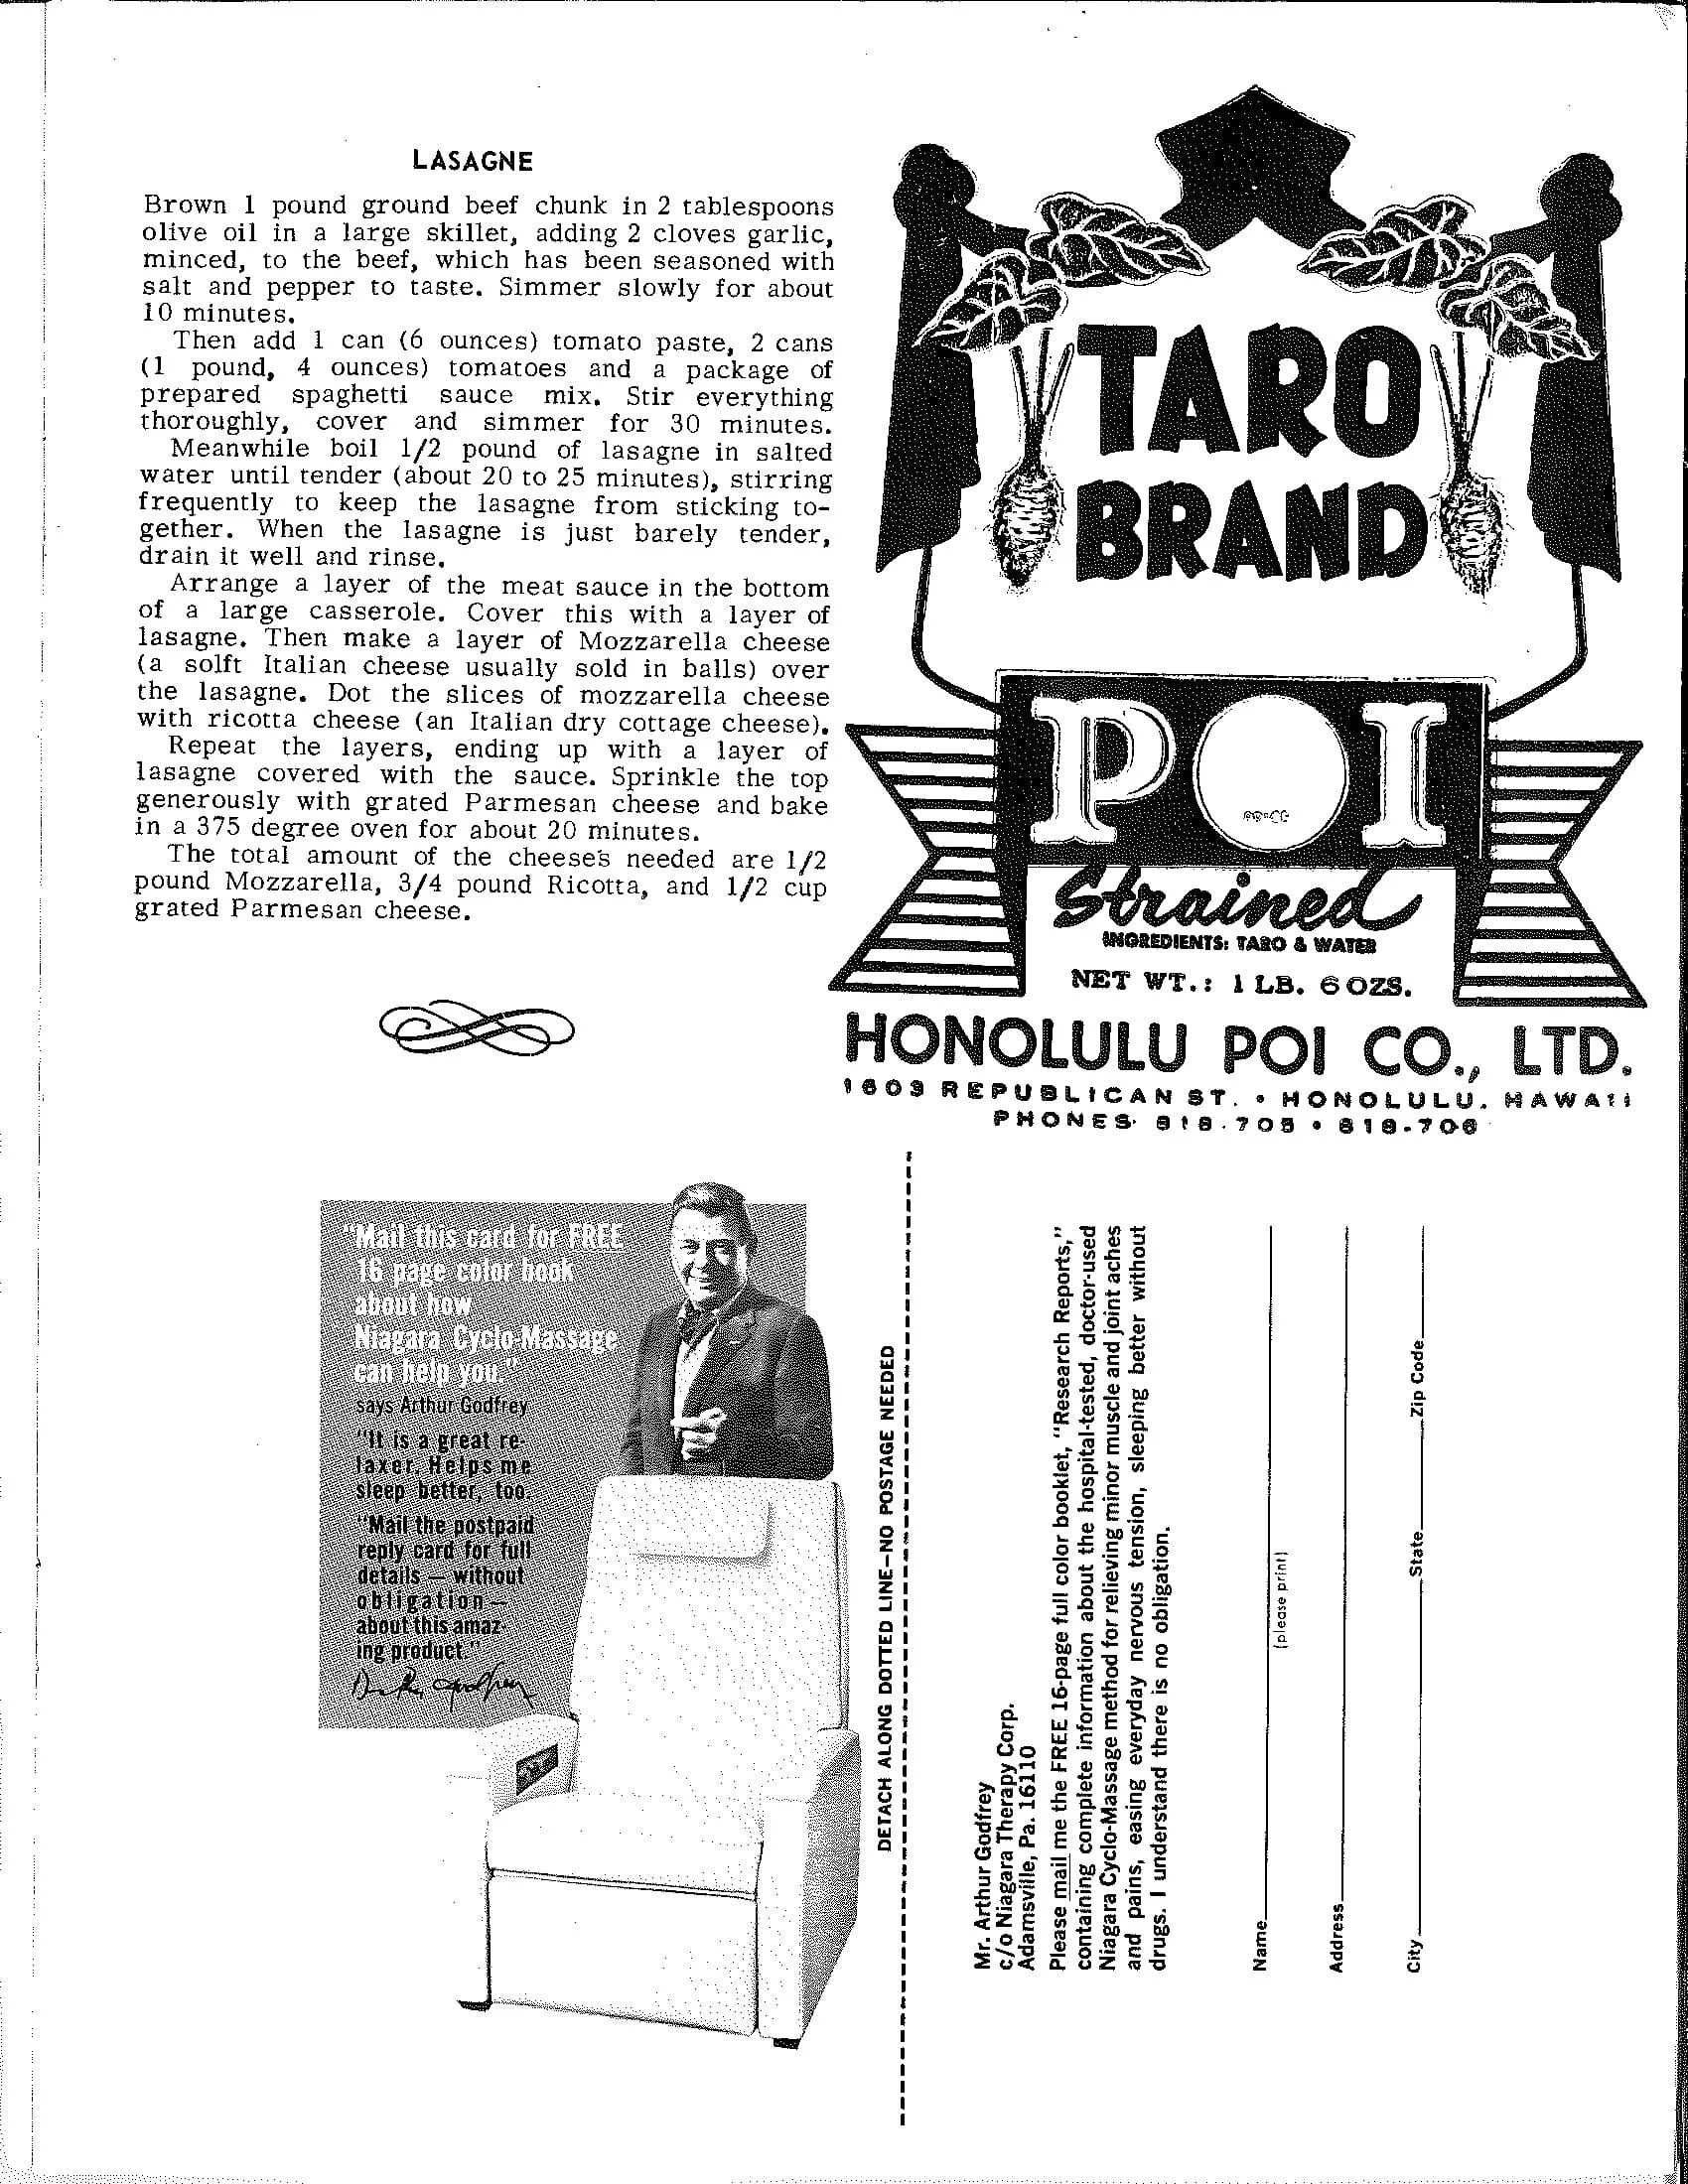 LASAGNE
Brown 1 pound ground beef chunk in 2 tablespoons
olive oil in a large skillet, adding 2 cloves garlic,
minced, to the beef, which has been seasoned with
salt and pepper to taste. Simmer slowly for about
10 minutes.
Then add 1 can (6 ounces) tomato paste, 2 cans
(1 pound, 4 ounces) tomatoes and a package of
prepared spaghetti sauce mix. Stir everything
thoroughly, cover and simmer for 30 minutes.
Meanwhile boil 1/2 pound of lasagne in salted
water until tender (about 20 to 25 minutes), stirring
frequently to keep the lasagne from sticking to-
gether. When the lasagne is just barely tender,
drain it well and rinse.
Arrange a layer of the meat sauce in the bottom
of a large casserole. Cover this with a layer of
lasagne. Then make a layer of Mozzarella cheese
(a solft Italian cheese usually sold in balls) over
the lasagne. Dot the slices of mozzarella cheese
with ricotta cheese (an Italian dry cottage cheese).
Repeat the layers, ending up with a layer of
lasagne covered with the sauce. Sprinkle the top
generously with grated Parmesan cheese and bake
in a 375 degree oven for about 20 minutes.
The total amount of the cheeses needed are 1/2
pound Mozzarella, 3/4 pound Ricotta, and 1/2 cup
grated Parmesan cheese.
TARO
BRAND
POI
Strained
INGREDIENTS: TARO & WATER
NET WT.: 1 LB. 6 OZS.
HONOLULU POI CO., LTD.
1603 REPUBLICAN ST. • HONOLULU, HAWAII
PHONES 818-705 • 818-706
"Mail this card for FREE
16 page color book
about how
Niagara Cyclo-Massage
can help you."
says Arthur Godfrey
"It is a great re-
laxer. Helps me
sleep better, too.
"Mail the postpaid
reply card for full
details — without
obligation —
about this amaz-
ing product."
Arthur Godfrey
DETACH ALONG DOTTED LINE—NO POSTAGE NEEDED
Mr. Arthur Godfrey
c/o Niagara Therapy Corp.
Adamsville, Pa. 16110
Please mail me the FREE 16-page full color booklet, "Research Reports,"
containing complete information about the hospital-tested, doctor-used
Niagara Cyclo-Massage method for relieving minor muscle and joint aches
and pains, easing everyday nervous tension, sleeping better without
drugs. I understand there is no obligation.
Name
(please print)
Address
City State Zip Code